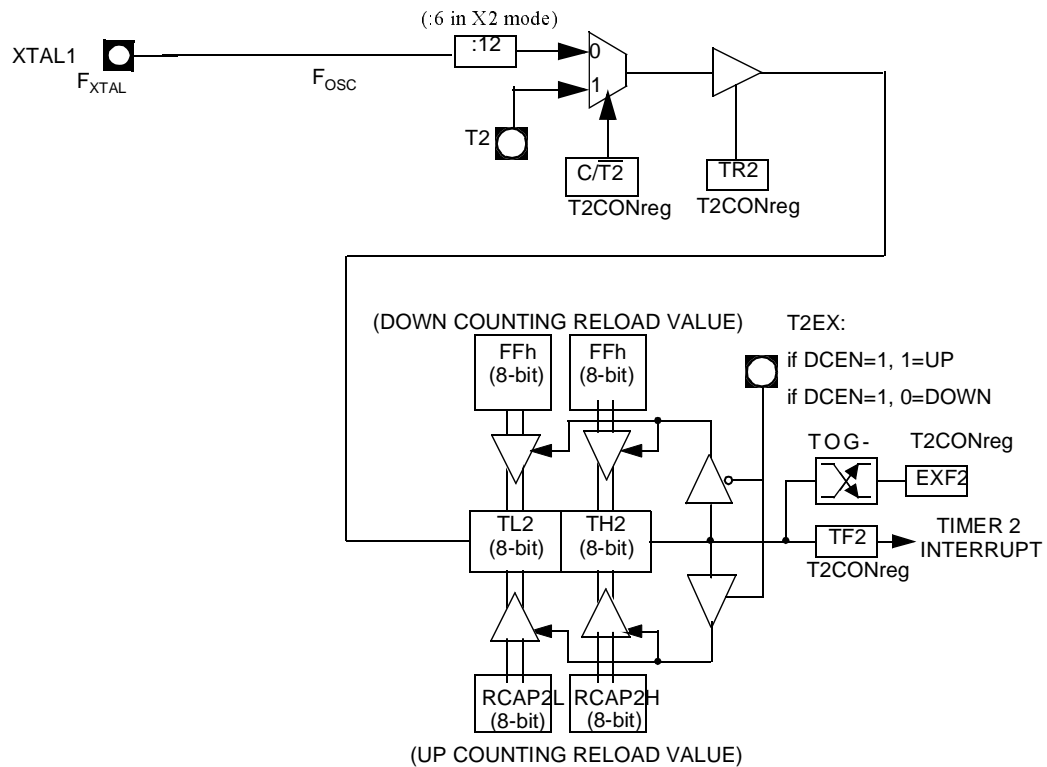 (:6 in X2 mode)
XTAL1
:12
0
FXTAL
FOSC
1
T2
C/T2
TR2
T2CONreg
T2CONreg
(DOWN COUNTING RELOAD VALUE)
T2EX:
FFh
(8-bit)
FFh
(8-bit)
if DCEN=1, 1=UP
if DCEN=1, 0=DOWN
TOG-
T2CONreg
EXF2
TL2
(8-bit)
TH2
(8-bit)
TF2
T2CONreg
TIMER 2
INTERRUPT
RCAP2L
(8-bit)
RCAP2H
(8-bit)
(UP COUNTING RELOAD VALUE)